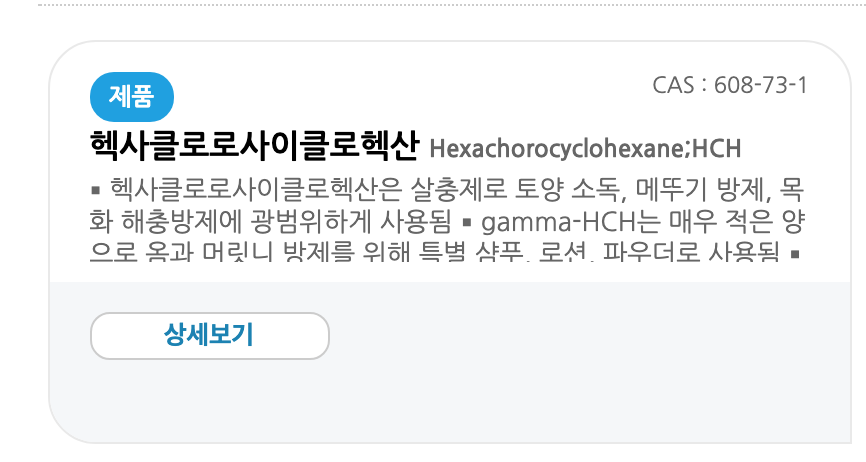 제품
CAS : 608-73-1
헥사클로로사이클로헥산 Hexachorocyclohexane;HCH
▪ 헥사클로로사이클로헥산은 살충제로 토양 소독, 메뚜기 방제, 목
화 해충방제에 광범위하게 사용됨 ▪ gamma-HCH는 매우 적은 양
으로 옴과 머릿니 방제를 위해 특별 샴푸, 로션, 파우더로 사용됨 ▪
상세보기